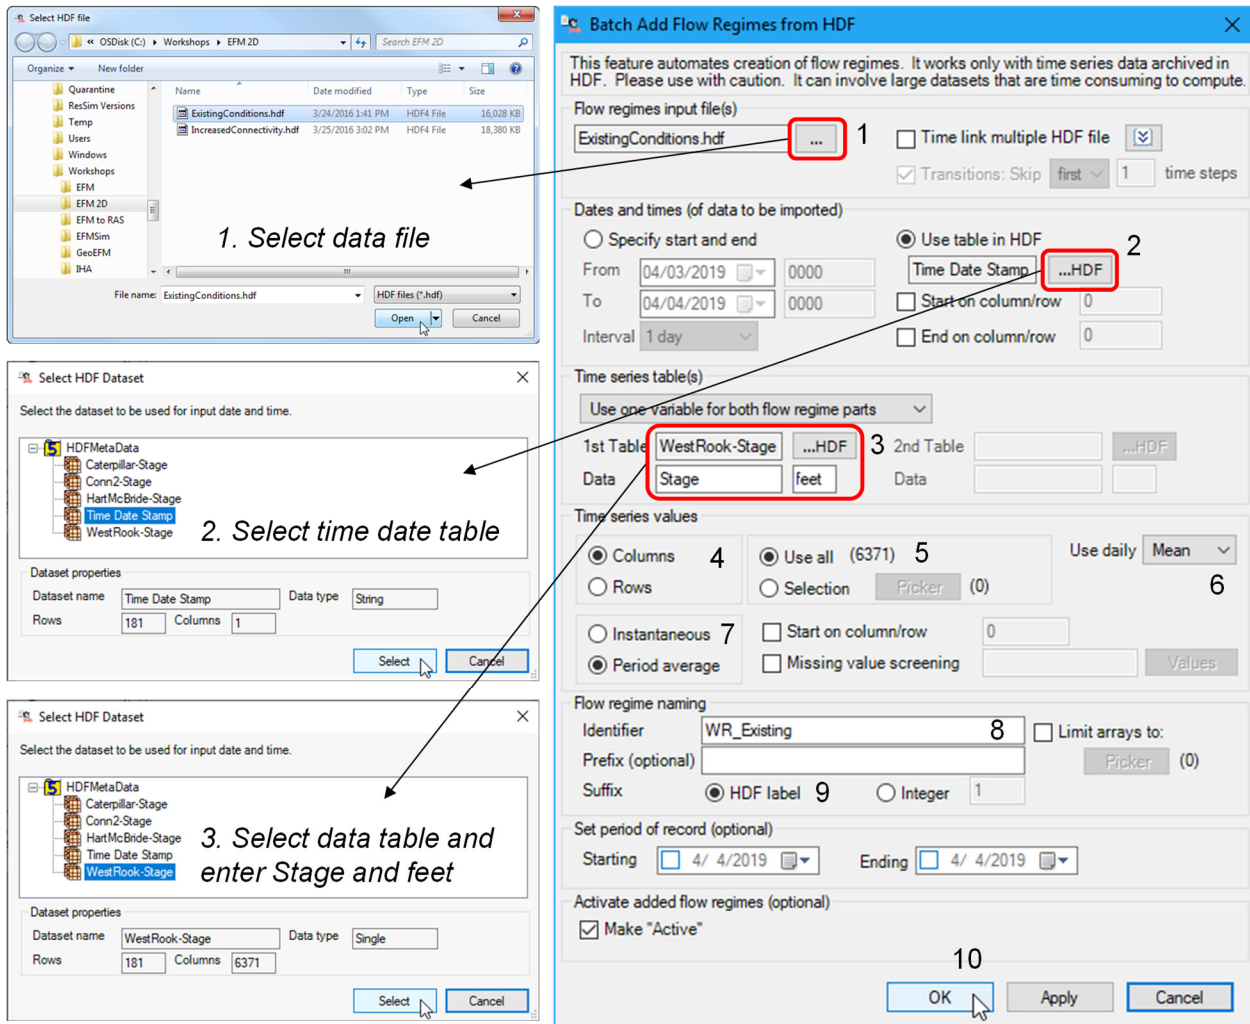 Select HDF file
« OSDisk (C:) ▸ Workshops ▸ EFM 2D
Search EFM 2D
Organize
New folder
Name
Date modified
Type
Size
Quarantine
ResSim Versions
Temp
Users
Windows
Workshops
EFM
EFM 2D
EFM to RAS
EFMSim
GeoEFM
IHA
ExistingConditions.hdf 3/24/2016 1:41 PM HDF4 File 16,028 KB
IncreasedConnectivity.hdf 3/25/2016 3:02 PM HDF4 File 18,380 KB
1. Select data file
File name: ExistingConditions.hdf
HDF files (*.hdf)
Open
Cancel
Select HDF Dataset
Select the dataset to be used for input date and time.
HDFMetaData
Caterpillar-Stage
Conn2-Stage
HartMcBride-Stage
Time Date Stamp
WestRook-Stage
2. Select time date table
Dataset properties
Dataset name Time Date Stamp Data type String
Rows 181 Columns 1
Select Cancel
Select HDF Dataset
Select the dataset to be used for input date and time.
HDFMetaData
Caterpillar-Stage
Conn2-Stage
HartMcBride-Stage
Time Date Stamp
WestRook-Stage
3. Select data table and
enter Stage and feet
Dataset properties
Dataset name WestRook-Stage Data type Single
Rows 181 Columns 6371
Select Cancel
Batch Add Flow Regimes from HDF
This feature automates creation of flow regimes. It works only with time series data archived in
HDF. Please use with caution. It can involve large datasets that are time consuming to compute.
Flow regimes input file(s)
ExistingConditions.hdf ... 1
Time link multiple HDF file
Transitions: Skip first 1 time steps
Dates and times (of data to be imported)
Specify start and end
From 04/03/2019 0000
To 04/04/2019 0000
Interval 1 day
Use table in HDF
2
Time Date Stamp ...HDF
Start on column/row 0
End on column/row 0
Time series table(s)
Use one variable for both flow regime parts
1st Table WestRook-Stage ...HDF 3 2nd Table ...HDF
Data Stage feet Data
Time series values
Columns 4
Rows
Use all (6371) 5
Selection Picker (0)
Use daily Mean
6
Instantaneous 7
Period average
Start on column/row 0
Missing value screening Values
Flow regime naming
Identifier WR_Existing 8 Limit arrays to:
Prefix (optional) Picker (0)
Suffix HDF label 9 Integer 1
Set period of record (optional)
Starting 4/ 4/2019 Ending 4/ 4/2019
Activate added flow regimes (optional)
Make "Active"
10
OK Apply Cancel